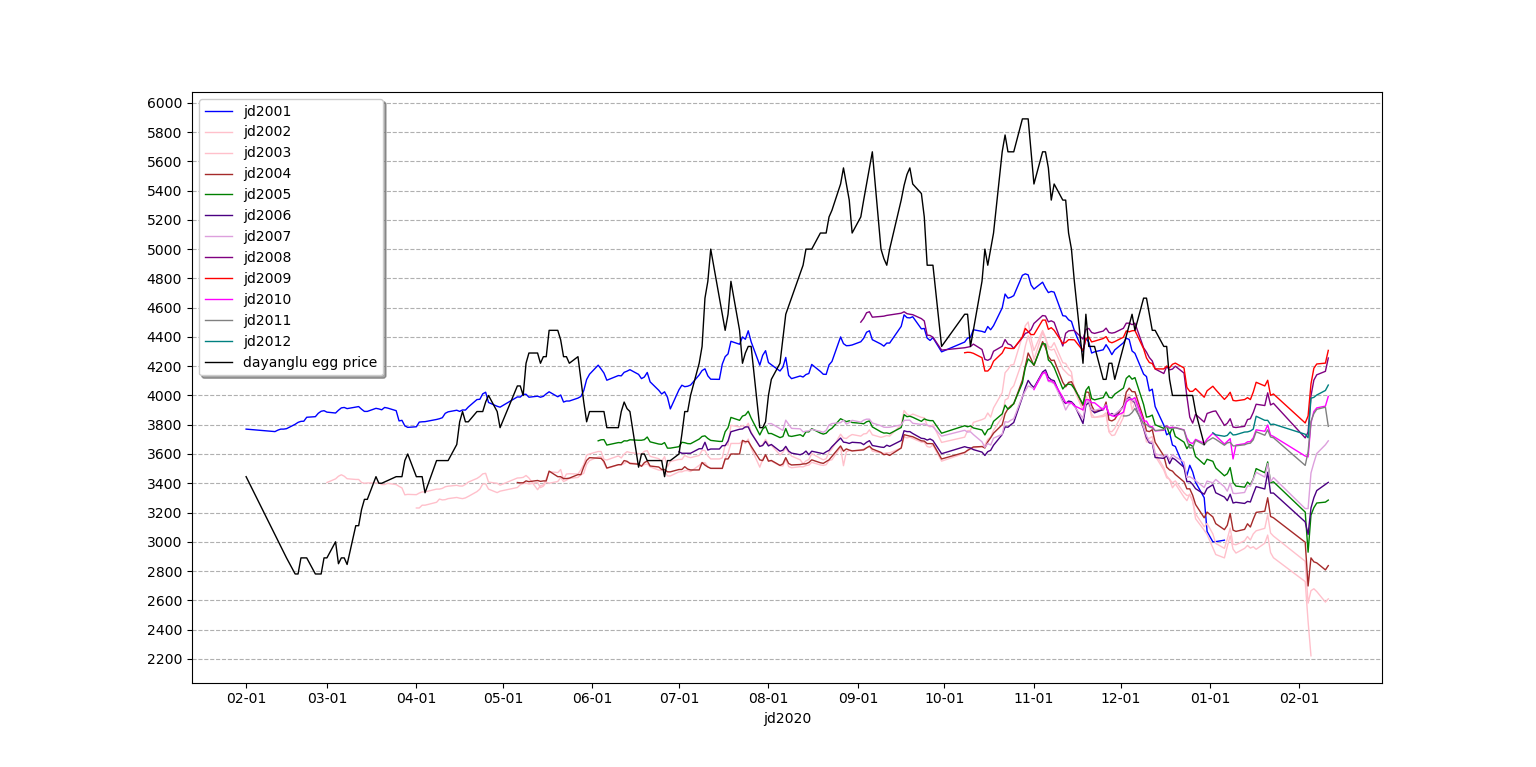 6000
5800
5600
5400
5200
5000
4800
4600
4400
4200
4000
3800
3600
3400
3200
3000
2800
2600
2400
2200
jd2001
jd2002
jd2003
jd2004
jd2005
jd2006
jd2007
jd2008
jd2009
jd2010
jd2011
jd2012
dayanglu egg price
02-01 03-01 04-01 05-01 06-01 07-01 08-01 09-01 10-01 11-01 12-01 01-01 02-01
jd2020